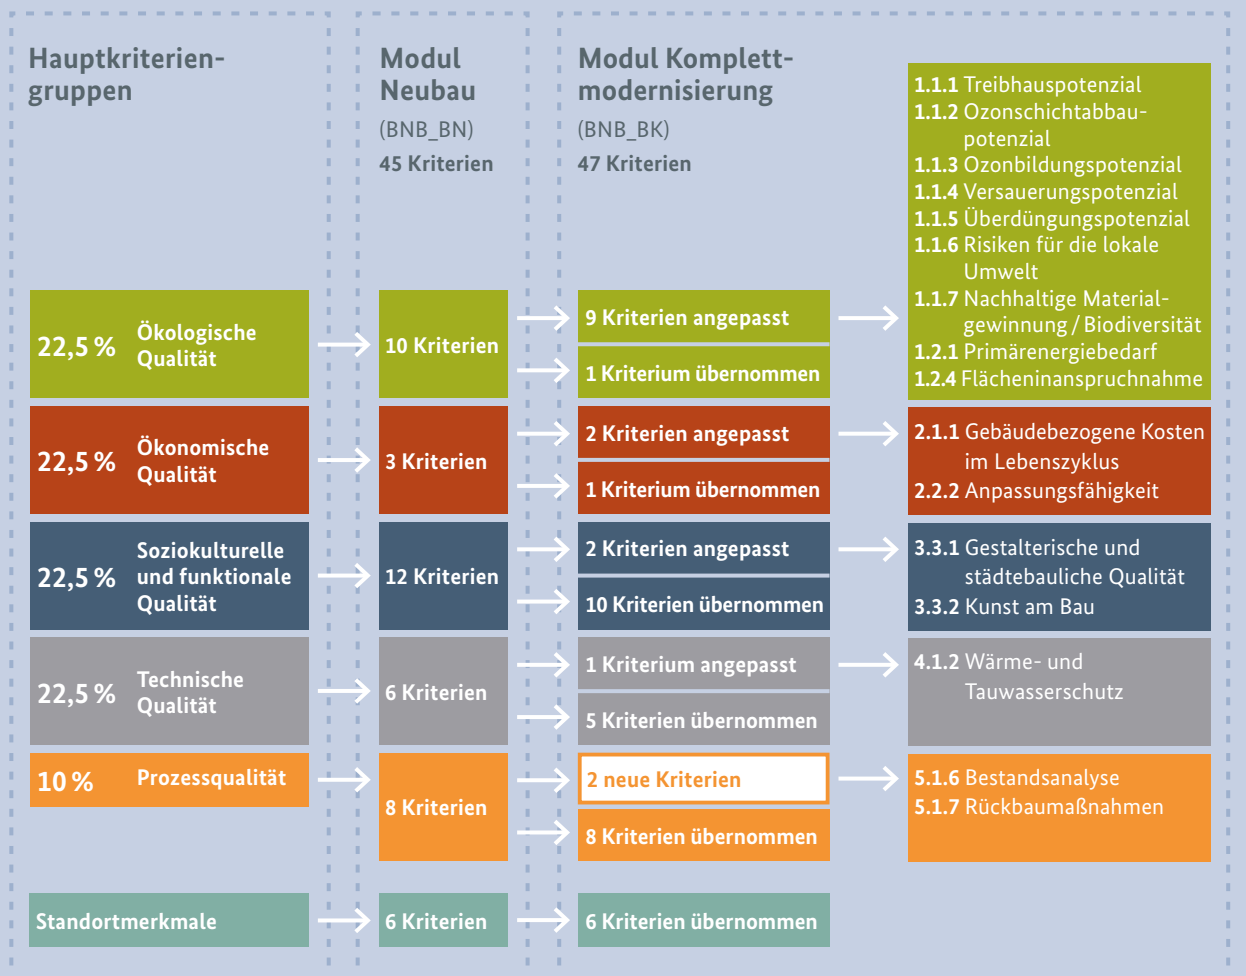 Hauptkriterien-
gruppen
Modul
Neubau
(BNB_BN)
45 Kriterien
Modul Komplett-
modernisierung
(BNB_BK)
47 Kriterien
22,5 %
Ökologische
Qualität
10 Kriterien
9 Kriterien angepasst
1 Kriterium übernommen
1.1.1 Treibhauspotenzial
1.1.2 Ozonschichtabbau-
potenzial
1.1.3 Ozonbildungspotenzial
1.1.4 Versauerungspotenzial
1.1.5 Überdüngungspotenzial
1.1.6 Risiken für die lokale
Umwelt
1.1.7 Nachhaltige Material-
gewinnung / Biodiversität
1.2.1 Primärenergiebedarf
1.2.4 Flächeninanspruchnahme
22,5 %
Ökonomische
Qualität
3 Kriterien
2 Kriterien angepasst
1 Kriterium übernommen
2.1.1 Gebäudebezogene Kosten
im Lebenszyklus
2.2.2 Anpassungsfähigkeit
22,5 %
Soziokulturelle
und funktionale
Qualität
12 Kriterien
2 Kriterien angepasst
10 Kriterien übernommen
3.3.1 Gestalterische und
städtebauliche Qualität
3.3.2 Kunst am Bau
22,5 %
Technische
Qualität
6 Kriterien
1 Kriterium angepasst
5 Kriterien übernommen
4.1.2 Wärme- und
Tauwasserschutz
10 %
Prozessqualität
8 Kriterien
2 neue Kriterien
8 Kriterien übernommen
5.1.6 Bestandsanalyse
5.1.7 Rückbaumaßnahmen
Standortmerkmale
6 Kriterien
6 Kriterien übernommen